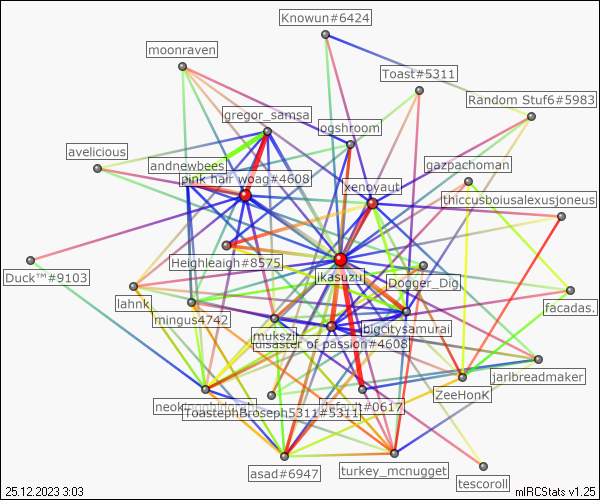 Knowun#6424
moonraven
Toast#5311
Random Stuf6#5983
gregor_samsa
ogshroom
avelicious
andnewbees
gazpachoman
pink hair woag#4608
xenoyaut
thiccusboiusalexusjoneus
Heighleaigh#8575
Duck™#9103
ikasuzu
Dogger_Dig.
lahnk
facadas.
mingus4742
bigcitysamurai
mukszii
disaster of passion#4608
jarlbreadmaker
ZeeHonK
#0617
ToastephBroseph5311#5311
asad#6947
turkey_mcnugget
tescoroll
25.12.2023 3:03
mIRCStats v1.25